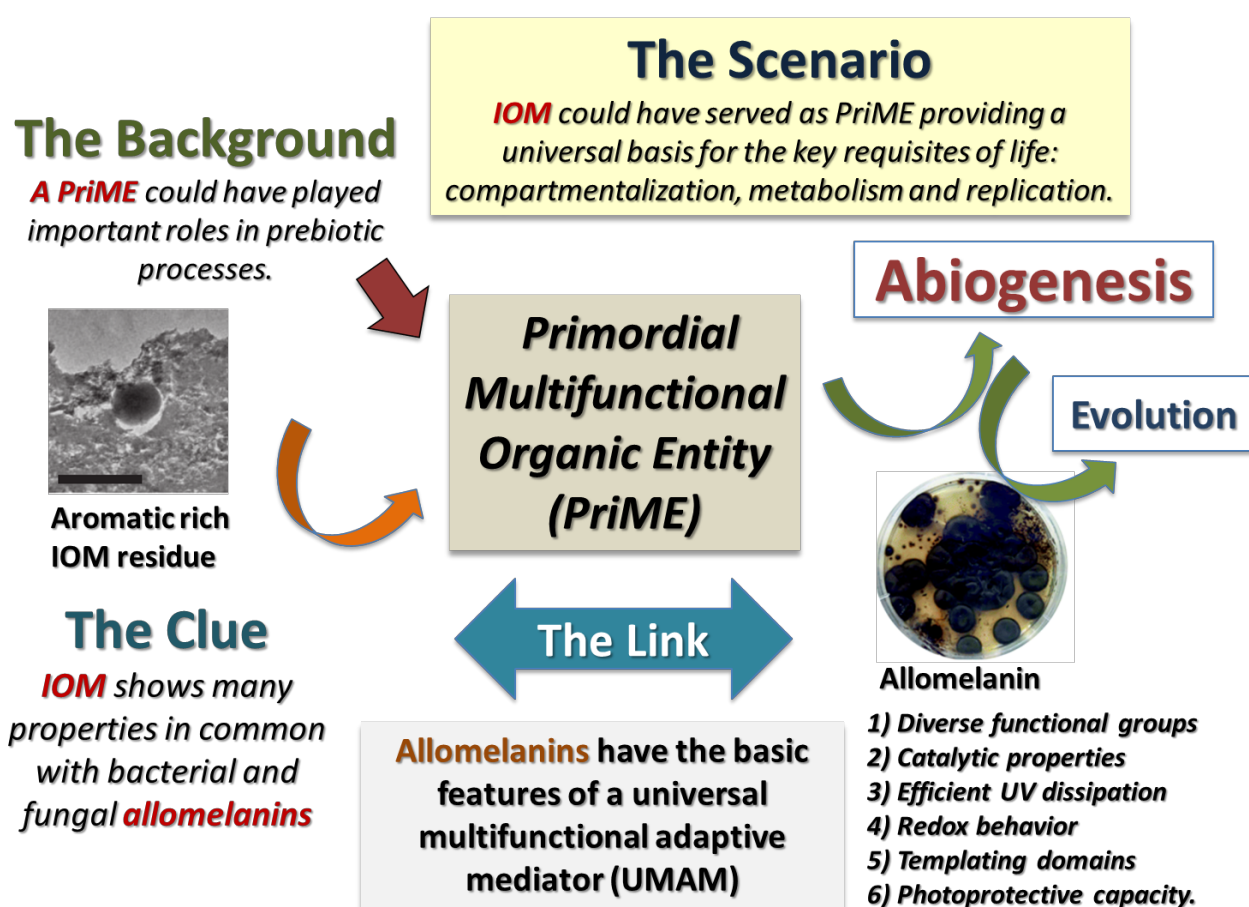 The Scenario
IOM could have served as PriME providing a
universal basis for the key requisites of life:
compartmentalization, metabolism and replication.
The Background
A PriME could have played
important roles in prebiotic
processes.
Abiogenesis
Evolution
Primordial
Multifunctional
Organic Entity
(PriME)
Aromatic rich
IOM residue
The Clue
IOM shows many
properties in common
with bacterial and
fungal allomelanins
The Link
Allomelanins have the basic
features of a universal
multifunctional adaptive
mediator (UMAM)
Allomelanin
1) Diverse functional groups
2) Catalytic properties
3) Efficient UV dissipation
4) Redox behavior
5) Templating domains
6) Photoprotective capacity.